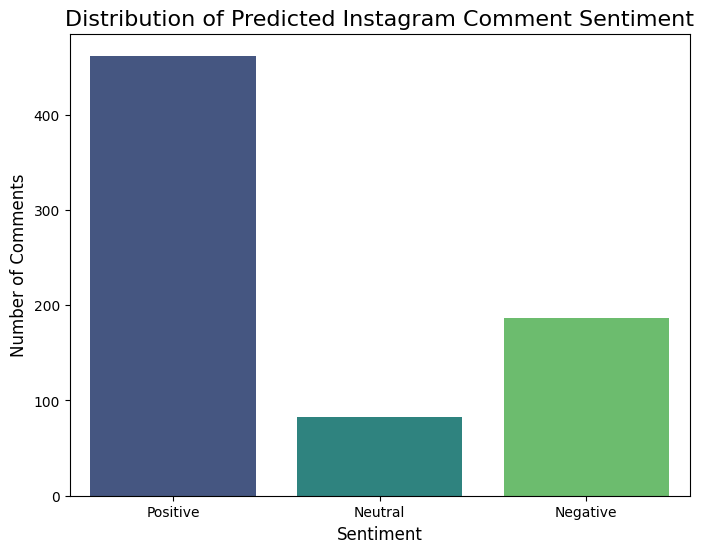 Distribution of Predicted Instagram Comment Sentiment
Number of Comments
400
300
200
100
0
Positive
Neutral
Negative
Sentiment